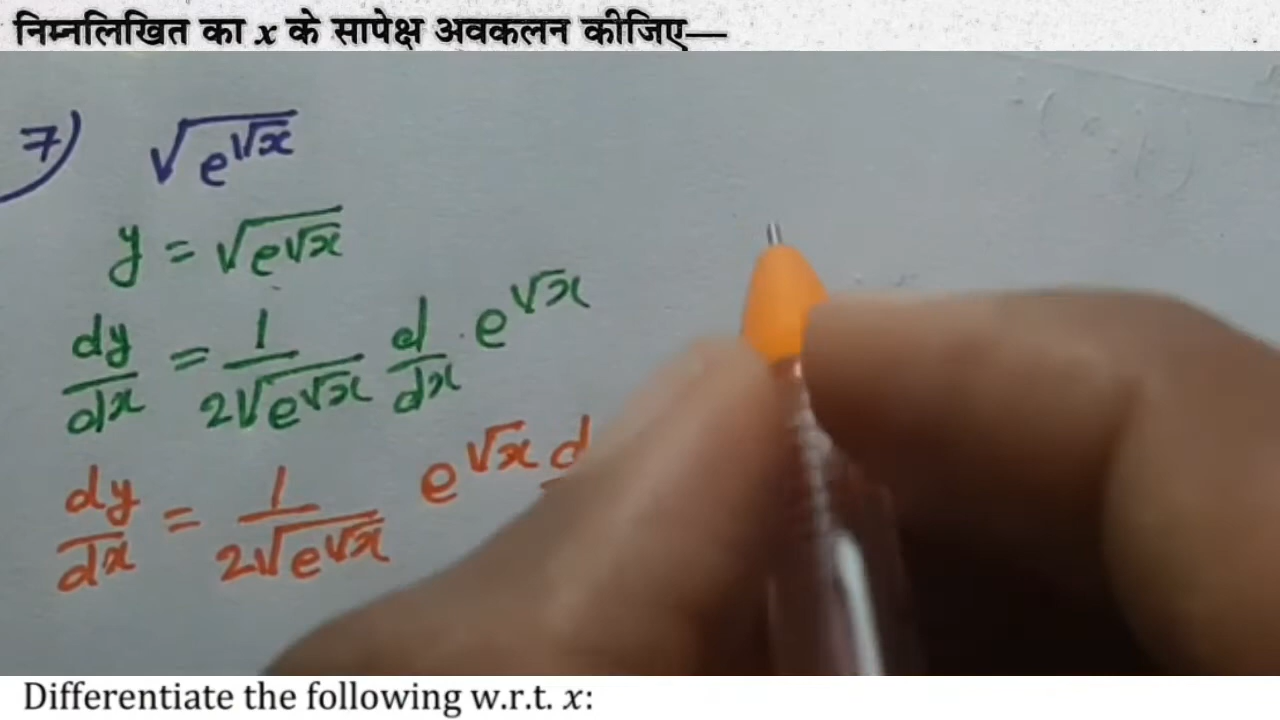 निम्नलिखित का x के सापेक्ष अवकलन कीजिए—
7) √(e^√x)
y = √(e^√x)
dy/dx = 1/(2√(e^√x)) d/dx · e^√x
dy/dx = 1/(2√(e^√x)) e^√x d
Differentiate the following w.r.t. x: